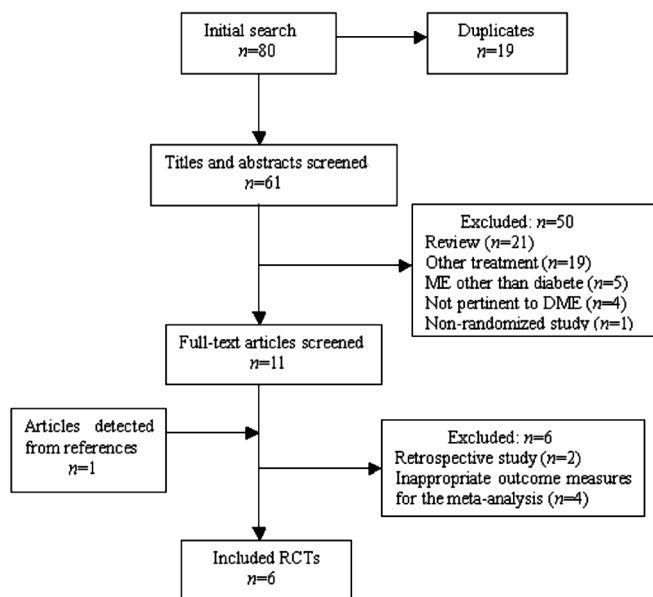 Initial search
n=80
Duplicates
n=19
Titles and abstracts screened
n=61
Excluded: n=50
Review (n=21)
Other treatment (n=19)
ME other than diabete (n=5)
Not pertinent to DME (n=4)
Non-randomized study (n=1)
Full-text articles screened
n=11
Articles detected
from references
n=1
Excluded: n=6
Retrospective study (n=2)
Inappropriate outcome measures
for the meta-analysis (n=4)
Included RCTs
n=6